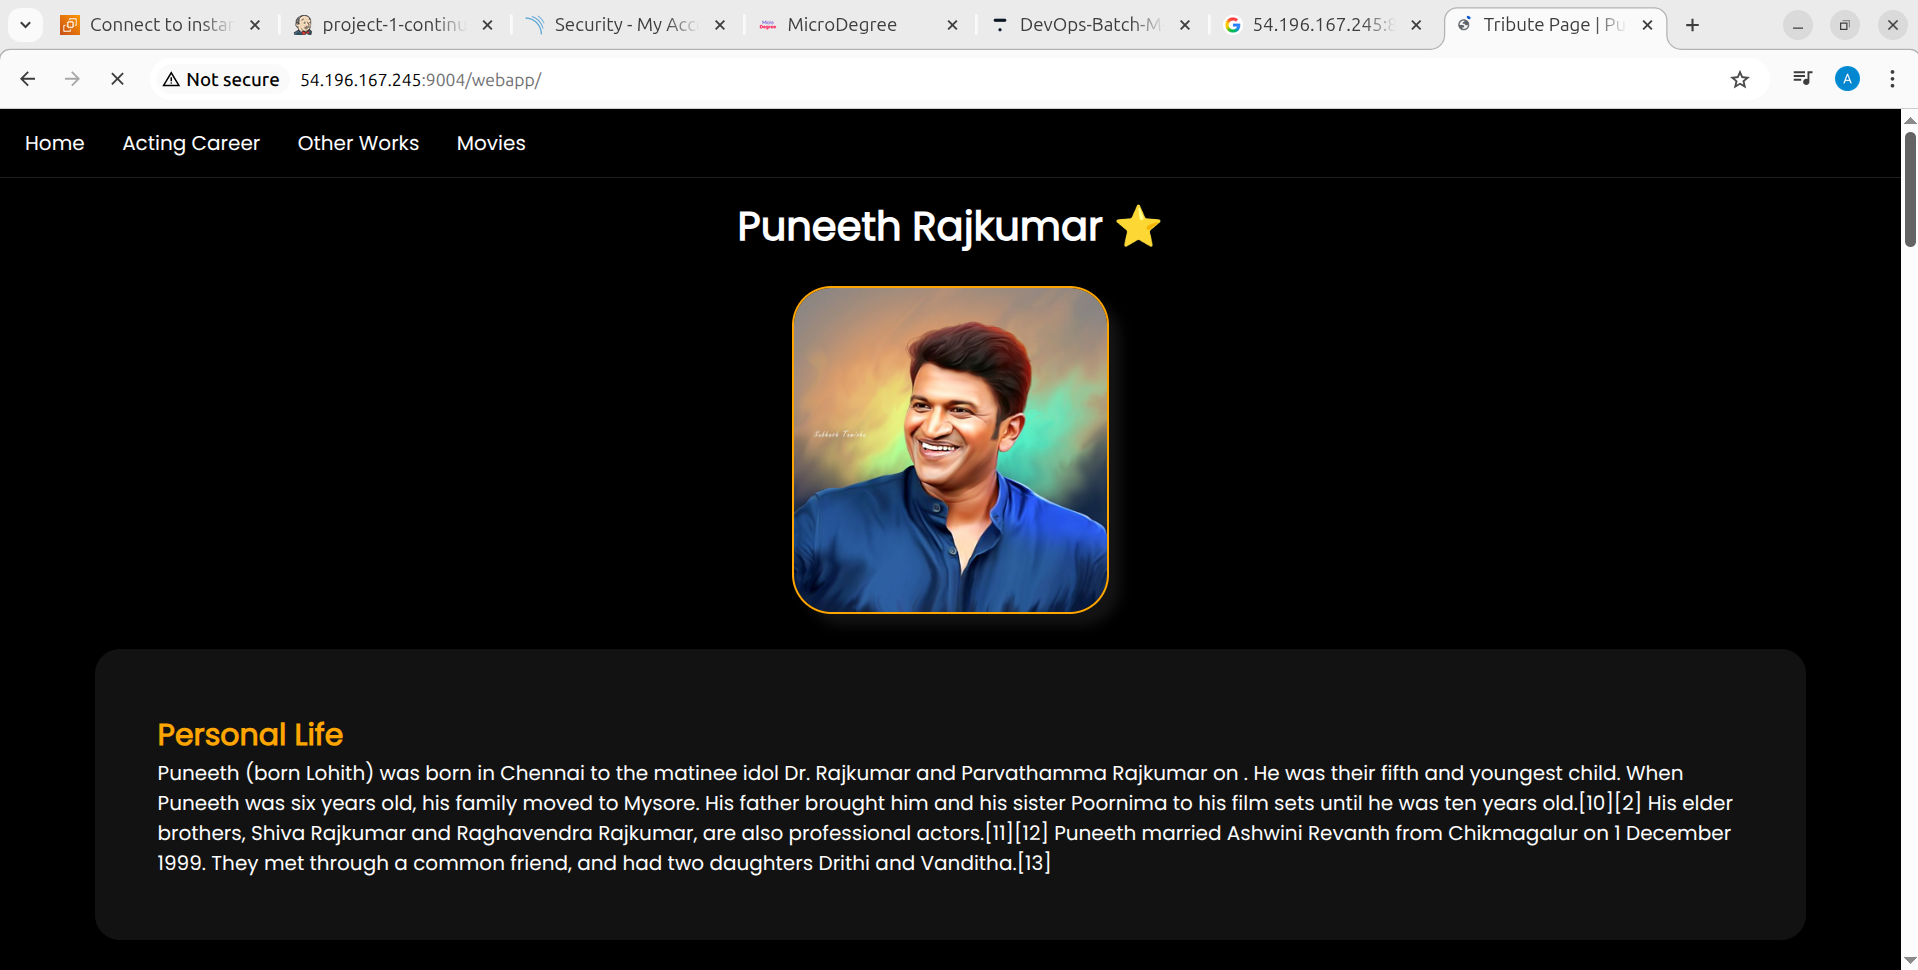 Connect to instar
project-1-continu
Security - My Acc
MicroDegree
DevOps-Batch-M
54.196.167.245:8
Tribute Page | Pu
Not secure
54.196.167.245:9004/webapp/
A
Home
Acting Career
Other Works
Movies
Puneeth Rajkumar ⭐
Personal Life
Puneeth (born Lohith) was born in Chennai to the matinee idol Dr. Rajkumar and Parvathamma Rajkumar on . He was their fifth and youngest child. When
Puneeth was six years old, his family moved to Mysore. His father brought him and his sister Poornima to his film sets until he was ten years old.[10][2] His elder
brothers, Shiva Rajkumar and Raghavendra Rajkumar, are also professional actors.[11][12] Puneeth married Ashwini Revanth from Chikmagalur on 1 December
1999. They met through a common friend, and had two daughters Drithi and Vanditha.[13]